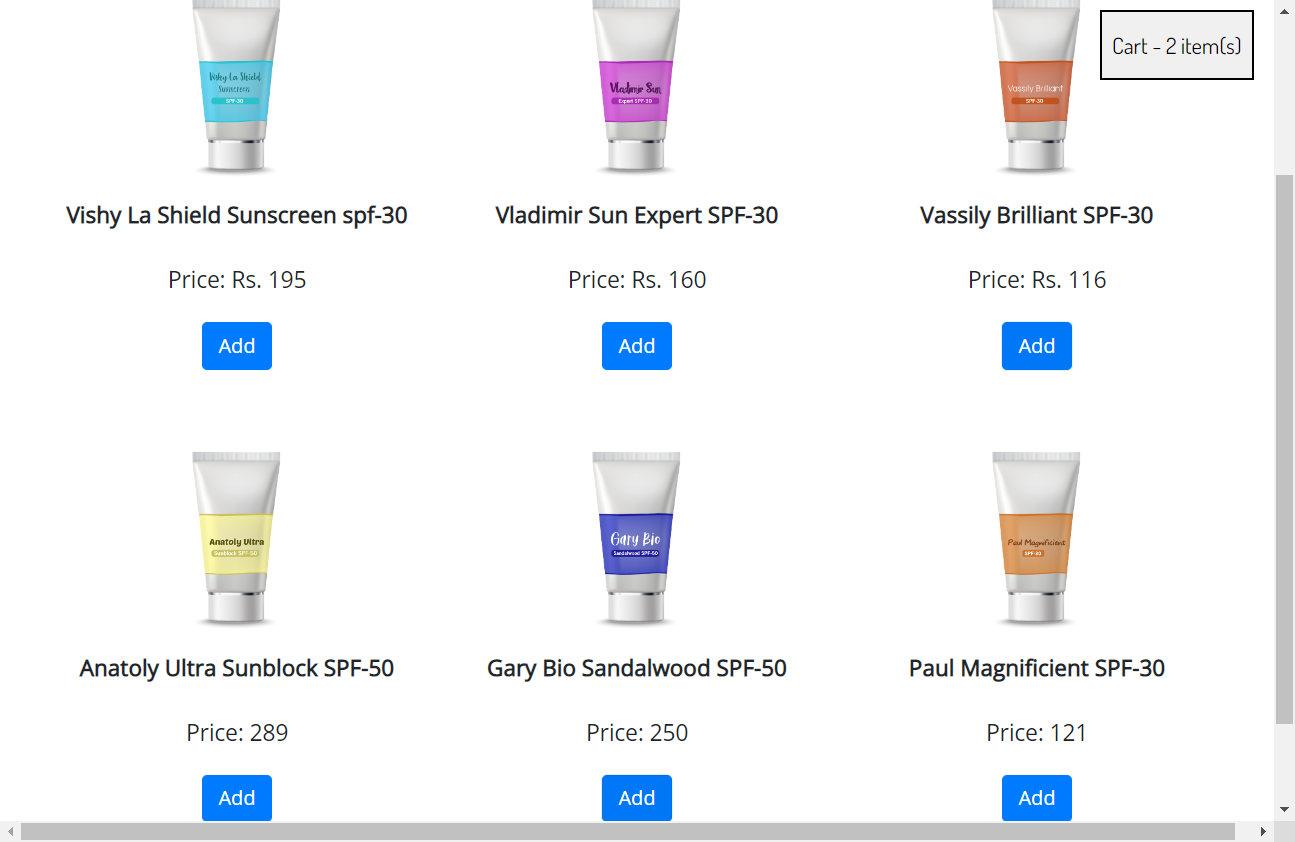 Cart - 2 item(s)
Vishy La Shield
Sunscreen
SPF-30
Vladimir Sun
Expert SPF-30
Vassily Brilliant
SPF-30
Vishy La Shield Sunscreen spf-30
Vladimir Sun Expert SPF-30
Vassily Brilliant SPF-30
Price: Rs. 195
Price: Rs. 160
Price: Rs. 116
Add
Add
Add
Anatoly Ultra
Sunblock SPF-50
Gary Bio
Sandalwood SPF-50
Paul Magnificient
SPF-30
Anatoly Ultra Sunblock SPF-50
Gary Bio Sandalwood SPF-50
Paul Magnificient SPF-30
Price: 289
Price: 250
Price: 121
Add
Add
Add